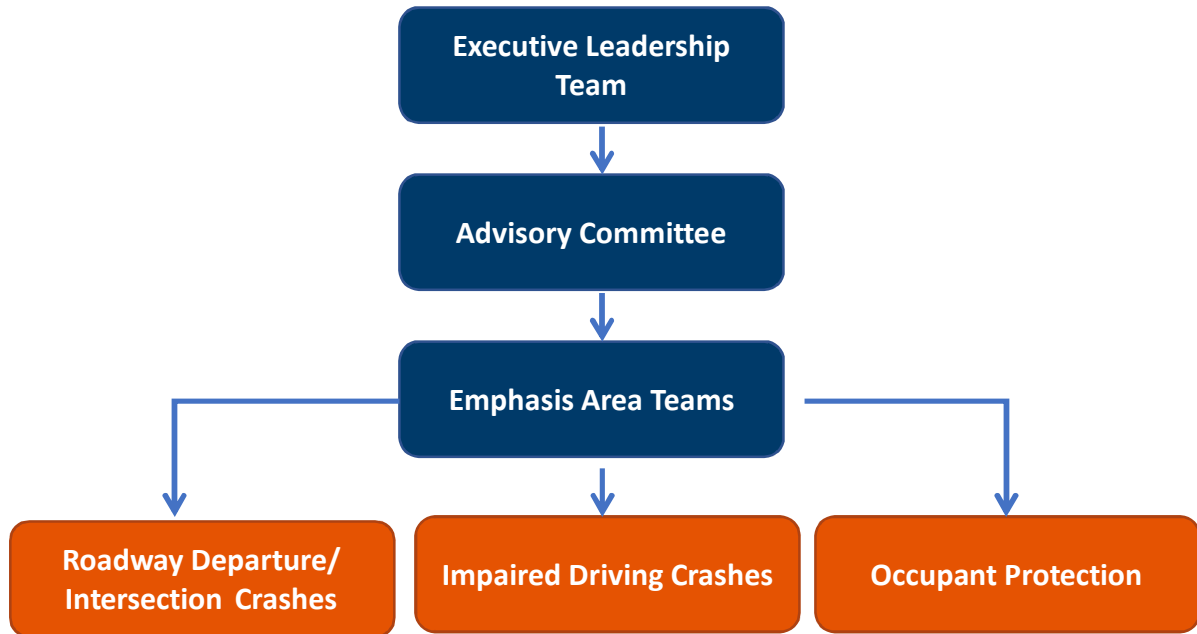 Executive Leadership
Team
Advisory Committee
Emphasis Area Teams
Roadway Departure/
Intersection Crashes
Impaired Driving Crashes
Occupant Protection